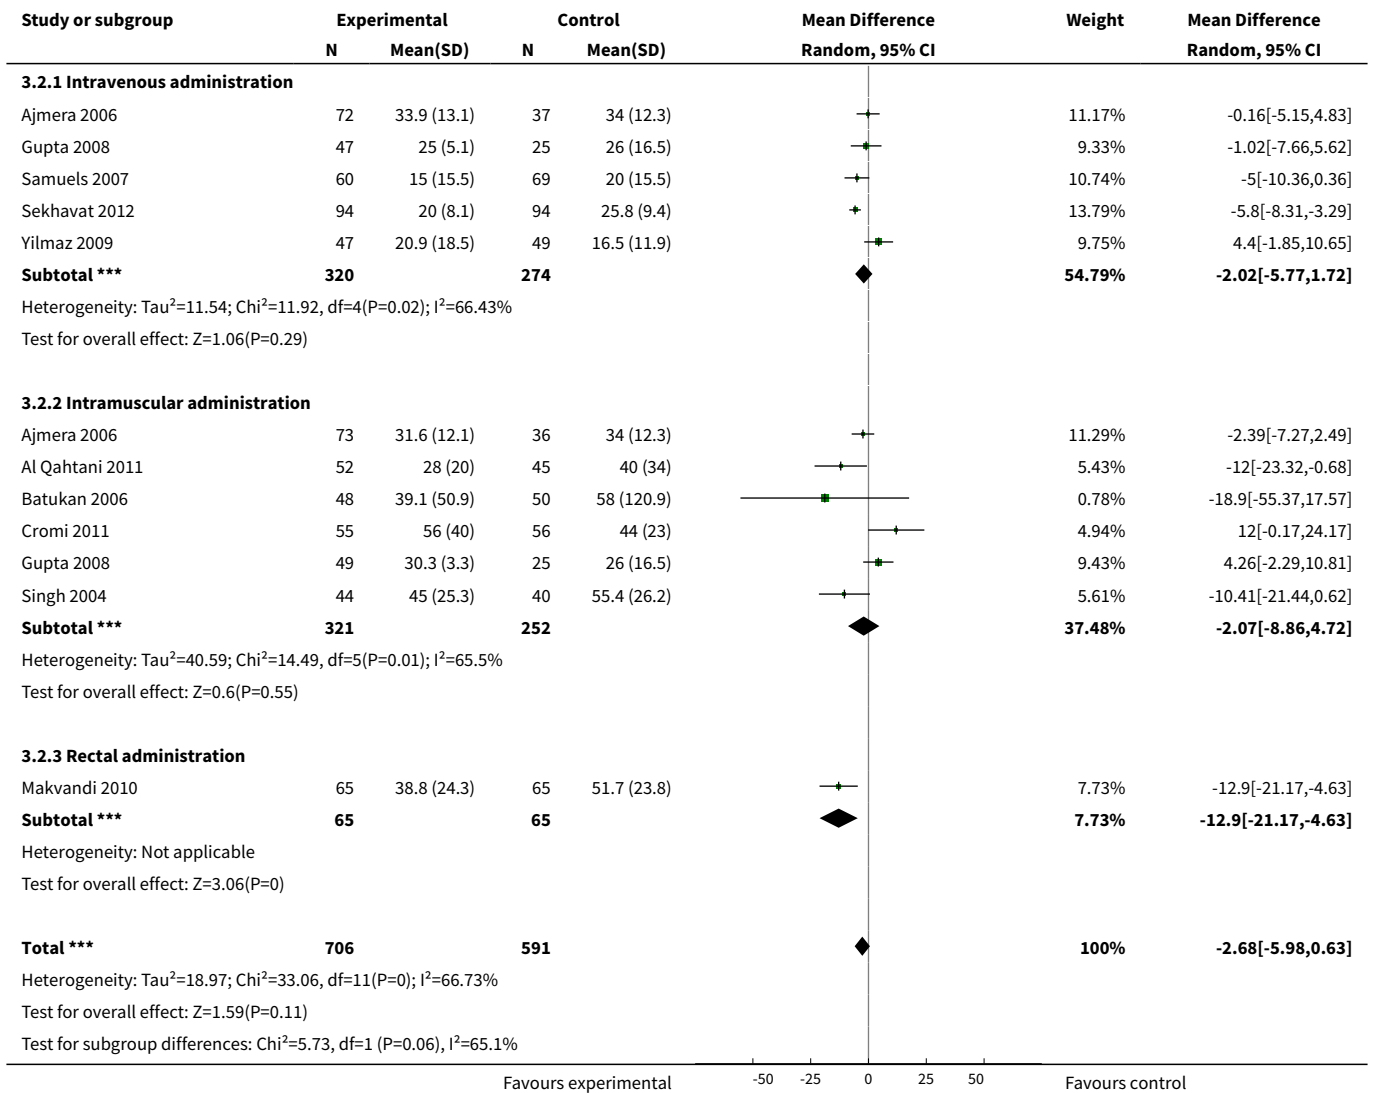 Study or subgroup Experimental Control Mean Difference Weight Mean Difference
N Mean(SD) N Mean(SD) Random, 95% CI Random, 95% CI
3.2.1 Intravenous administration
Ajmera 2006 72 33.9 (13.1) 37 34 (12.3) 11.17% -0.16[-5.15,4.83]
Gupta 2008 47 25 (5.1) 25 26 (16.5) 9.33% -1.02[-7.66,5.62]
Samuels 2007 60 15 (15.5) 69 20 (15.5) 10.74% -5[-10.36,0.36]
Sekhavat 2012 94 20 (8.1) 94 25.8 (9.4) 13.79% -5.8[-8.31,-3.29]
Yilmaz 2009 47 20.9 (18.5) 49 16.5 (11.9) 9.75% 4.4[-1.85,10.65]
Subtotal *** 320 274 54.79% -2.02[-5.77,1.72]
Heterogeneity: Tau²=11.54; Chi²=11.92, df=4(P=0.02); I²=66.43%
Test for overall effect: Z=1.06(P=0.29)
3.2.2 Intramuscular administration
Ajmera 2006 73 31.6 (12.1) 36 34 (12.3) 11.29% -2.39[-7.27,2.49]
Al Qahtani 2011 52 28 (20) 45 40 (34) 5.43% -12[-23.32,-0.68]
Batukan 2006 48 39.1 (50.9) 50 58 (120.9) 0.78% -18.9[-55.37,17.57]
Cromi 2011 55 56 (40) 56 44 (23) 4.94% 12[-0.17,24.17]
Gupta 2008 49 30.3 (3.3) 25 26 (16.5) 9.43% 4.26[-2.29,10.81]
Singh 2004 44 45 (25.3) 40 55.4 (26.2) 5.61% -10.41[-21.44,0.62]
Subtotal *** 321 252 37.48% -2.07[-8.86,4.72]
Heterogeneity: Tau²=40.59; Chi²=14.49, df=5(P=0.01); I²=65.5%
Test for overall effect: Z=0.6(P=0.55)
3.2.3 Rectal administration
Makvandi 2010 65 38.8 (24.3) 65 51.7 (23.8) 7.73% -12.9[-21.17,-4.63]
Subtotal *** 65 65 7.73% -12.9[-21.17,-4.63]
Heterogeneity: Not applicable
Test for overall effect: Z=3.06(P=0)
Total *** 706 591 100% -2.68[-5.98,0.63]
Heterogeneity: Tau²=18.97; Chi²=33.06, df=11(P=0); I²=66.73%
Test for overall effect: Z=1.59(P=0.11)
Test for subgroup differences: Chi²=5.73, df=1 (P=0.06), I²=65.1%
Favours experimental -50 -25 0 25 50 Favours control